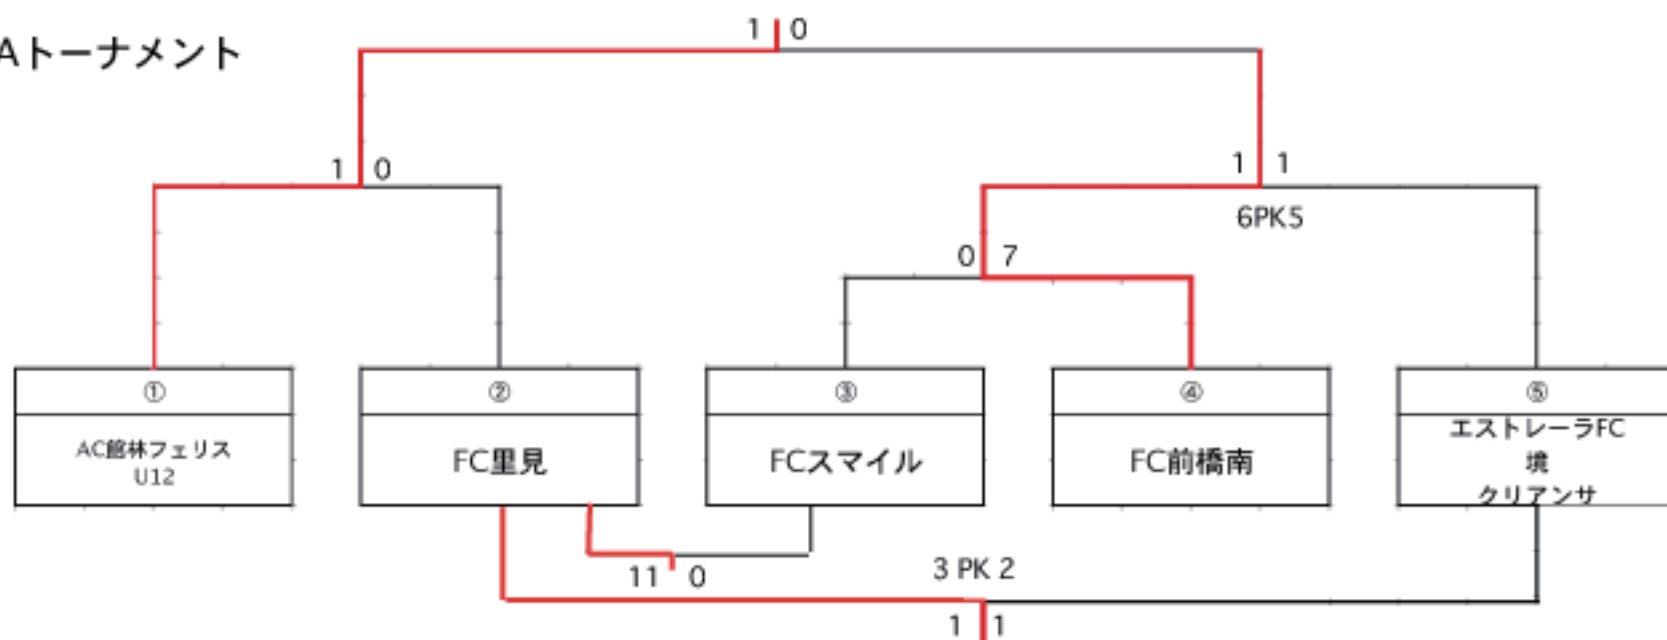 1 0
Aトーナメント
1 0
1 1
6PK5
0 7
① ② ③ ④ ⑤
AC館林フェリス
U12
FC里見
FCスマイル
FC前橋南
エストレーラFC
境
クリアンサ
11 0
3 PK 2
1 1